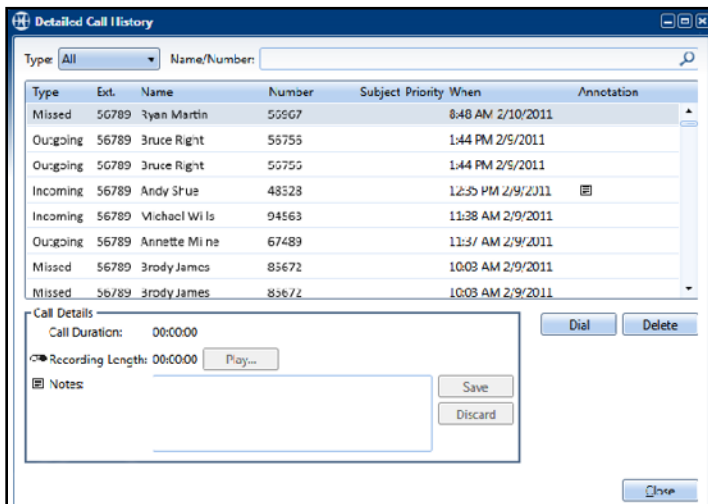 Detailed Call History
Type: All Name/Number:
Type Ext. Name Number Subject Priority When Annotation
Missed 56789 Ryan Martin 55967 8:48 AM 2/10/2011
Outgoing 56789 Bruce Right 56756 1:44 PM 2/9/2011
Outgoing 56789 Bruce Right 56756 1:44 PM 2/9/2011
Incoming 56789 Andy Shue 48528 12:35 PM 2/9/2011
Incoming 56789 Michael Wills 94563 11:38 AM 2/9/2011
Outgoing 56789 Annette Milne 67489 11:37 AM 2/9/2011
Missed 56789 Brody James 85672 10:03 AM 2/9/2011
Missed 56789 Brody James 85672 10:03 AM 2/9/2011
Call Details
Call Duration: 00:00:00
Dial Delete
Recording Length: 00:00:00 Play...
Notes:
Save
Discard
Close